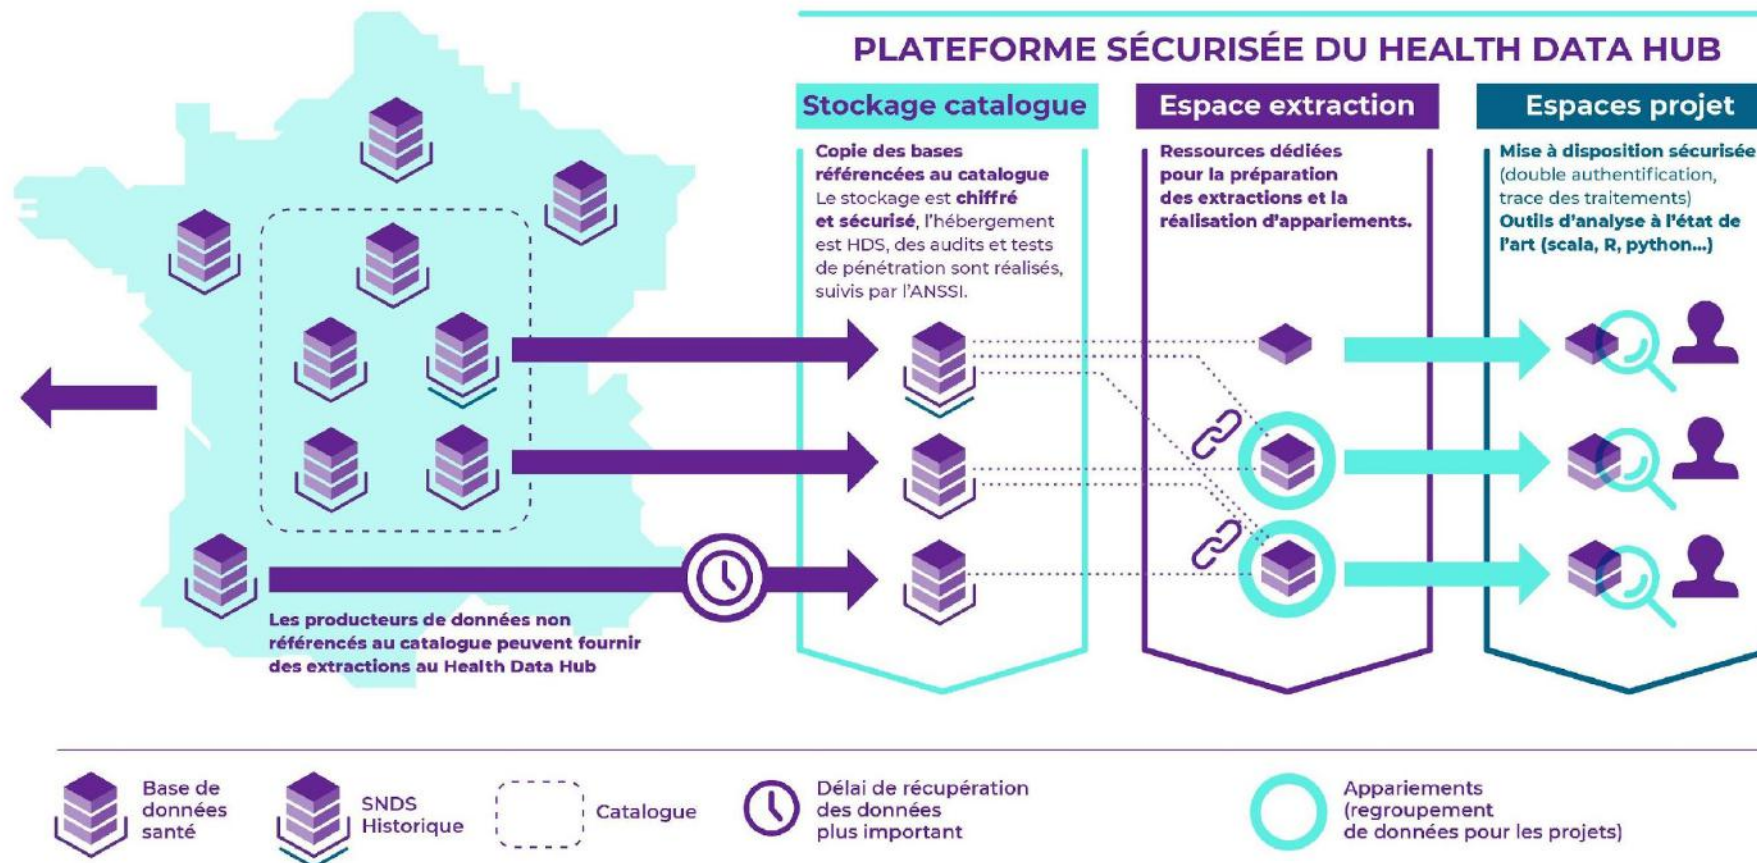 PLATEFORME SÉCURISÉE DU HEALTH DATA HUB
Stockage catalogue
Copie des bases
référencées au catalogue
Le stockage est chiffré
et sécurisé, l'hébergement
est HDS, des audits et tests
de pénétration sont réalisés,
suivis par l'ANSSI.
Espace extraction
Ressources dédiées
pour la préparation
des extractions et la
réalisation d'appariements.
Espaces projet
Mise à disposition sécurisée
(double authentification,
trace des traitements)
Outils d'analyse à l'état de
l'art (scala, R, python...)
Les producteurs de données non
référencés au catalogue peuvent fournir
des extractions au Health Data Hub
Base de
données
santé
SNDS
Historique
Catalogue
Délai de récupération
des données
plus important
Appariements
(regroupement
de données pour les projets)